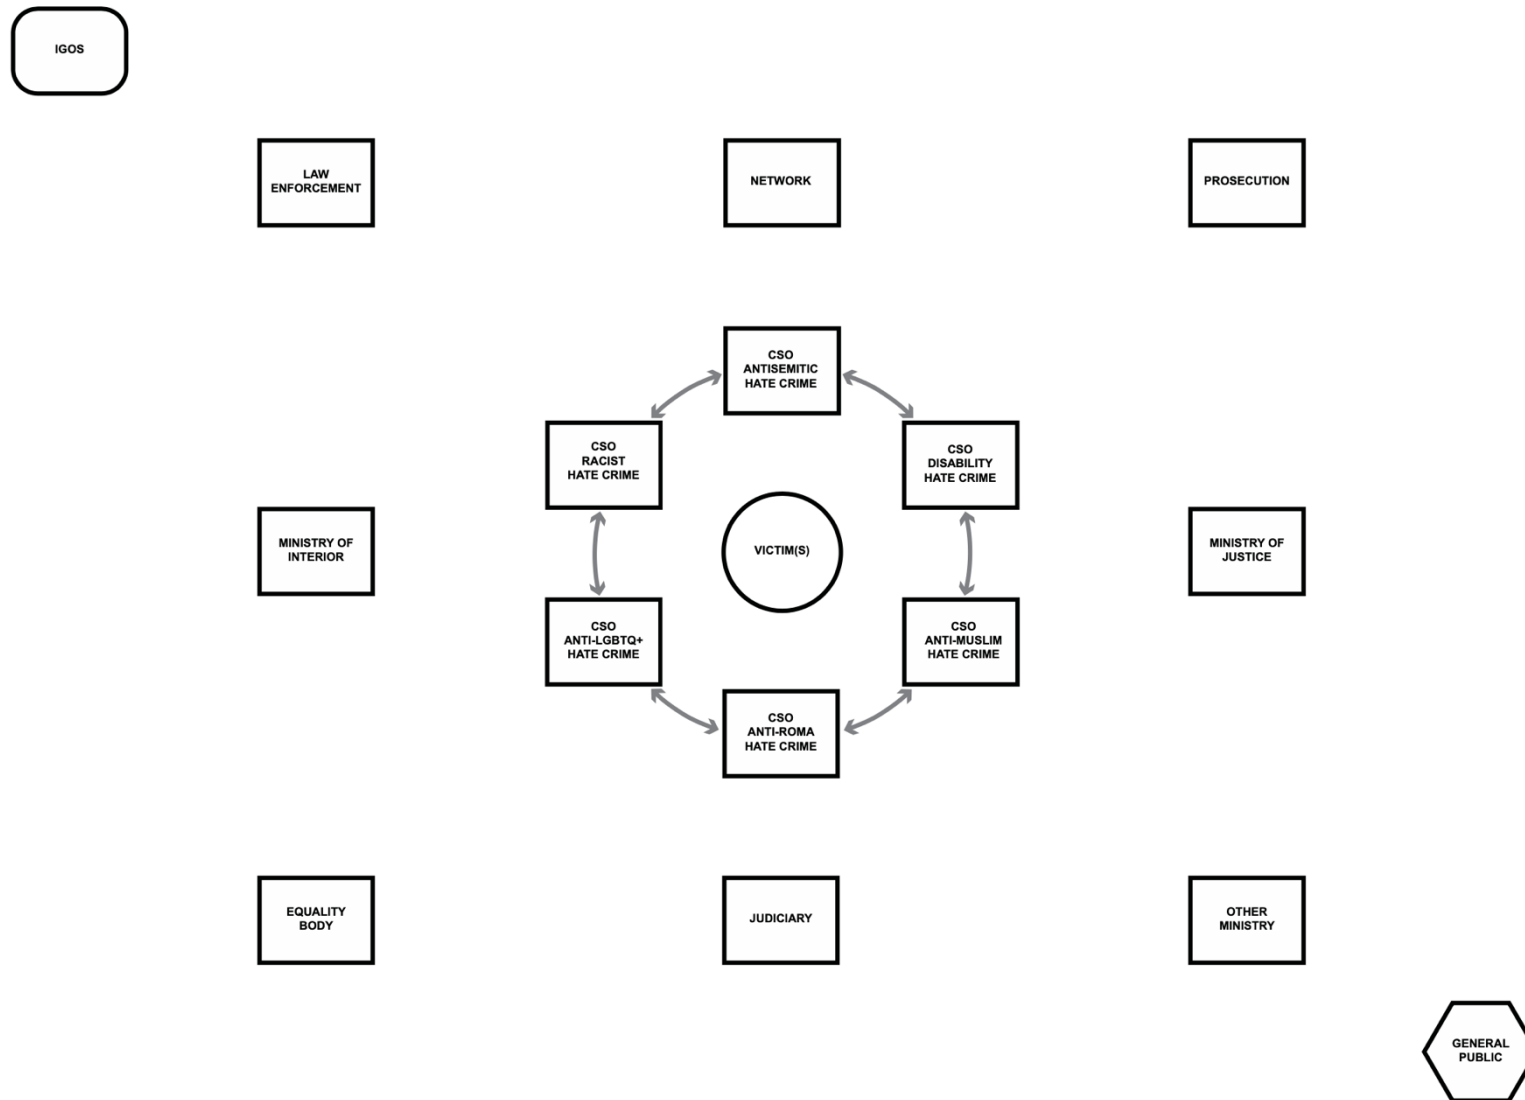 IGOS
LAW
ENFORCEMENT
NETWORK
PROSECUTION
CSO
ANTISEMITIC
HATE CRIME
CSO
RACIST
HATE CRIME
CSO
DISABILITY
HATE CRIME
MINISTRY OF
INTERIOR
VICTIM(S)
MINISTRY OF
JUSTICE
CSO
ANTI-LGBTQ+
HATE CRIME
CSO
ANTI-MUSLIM
HATE CRIME
CSO
ANTI-ROMA
HATE CRIME
EQUALITY
BODY
JUDICIARY
OTHER
MINISTRY
GENERAL
PUBLIC